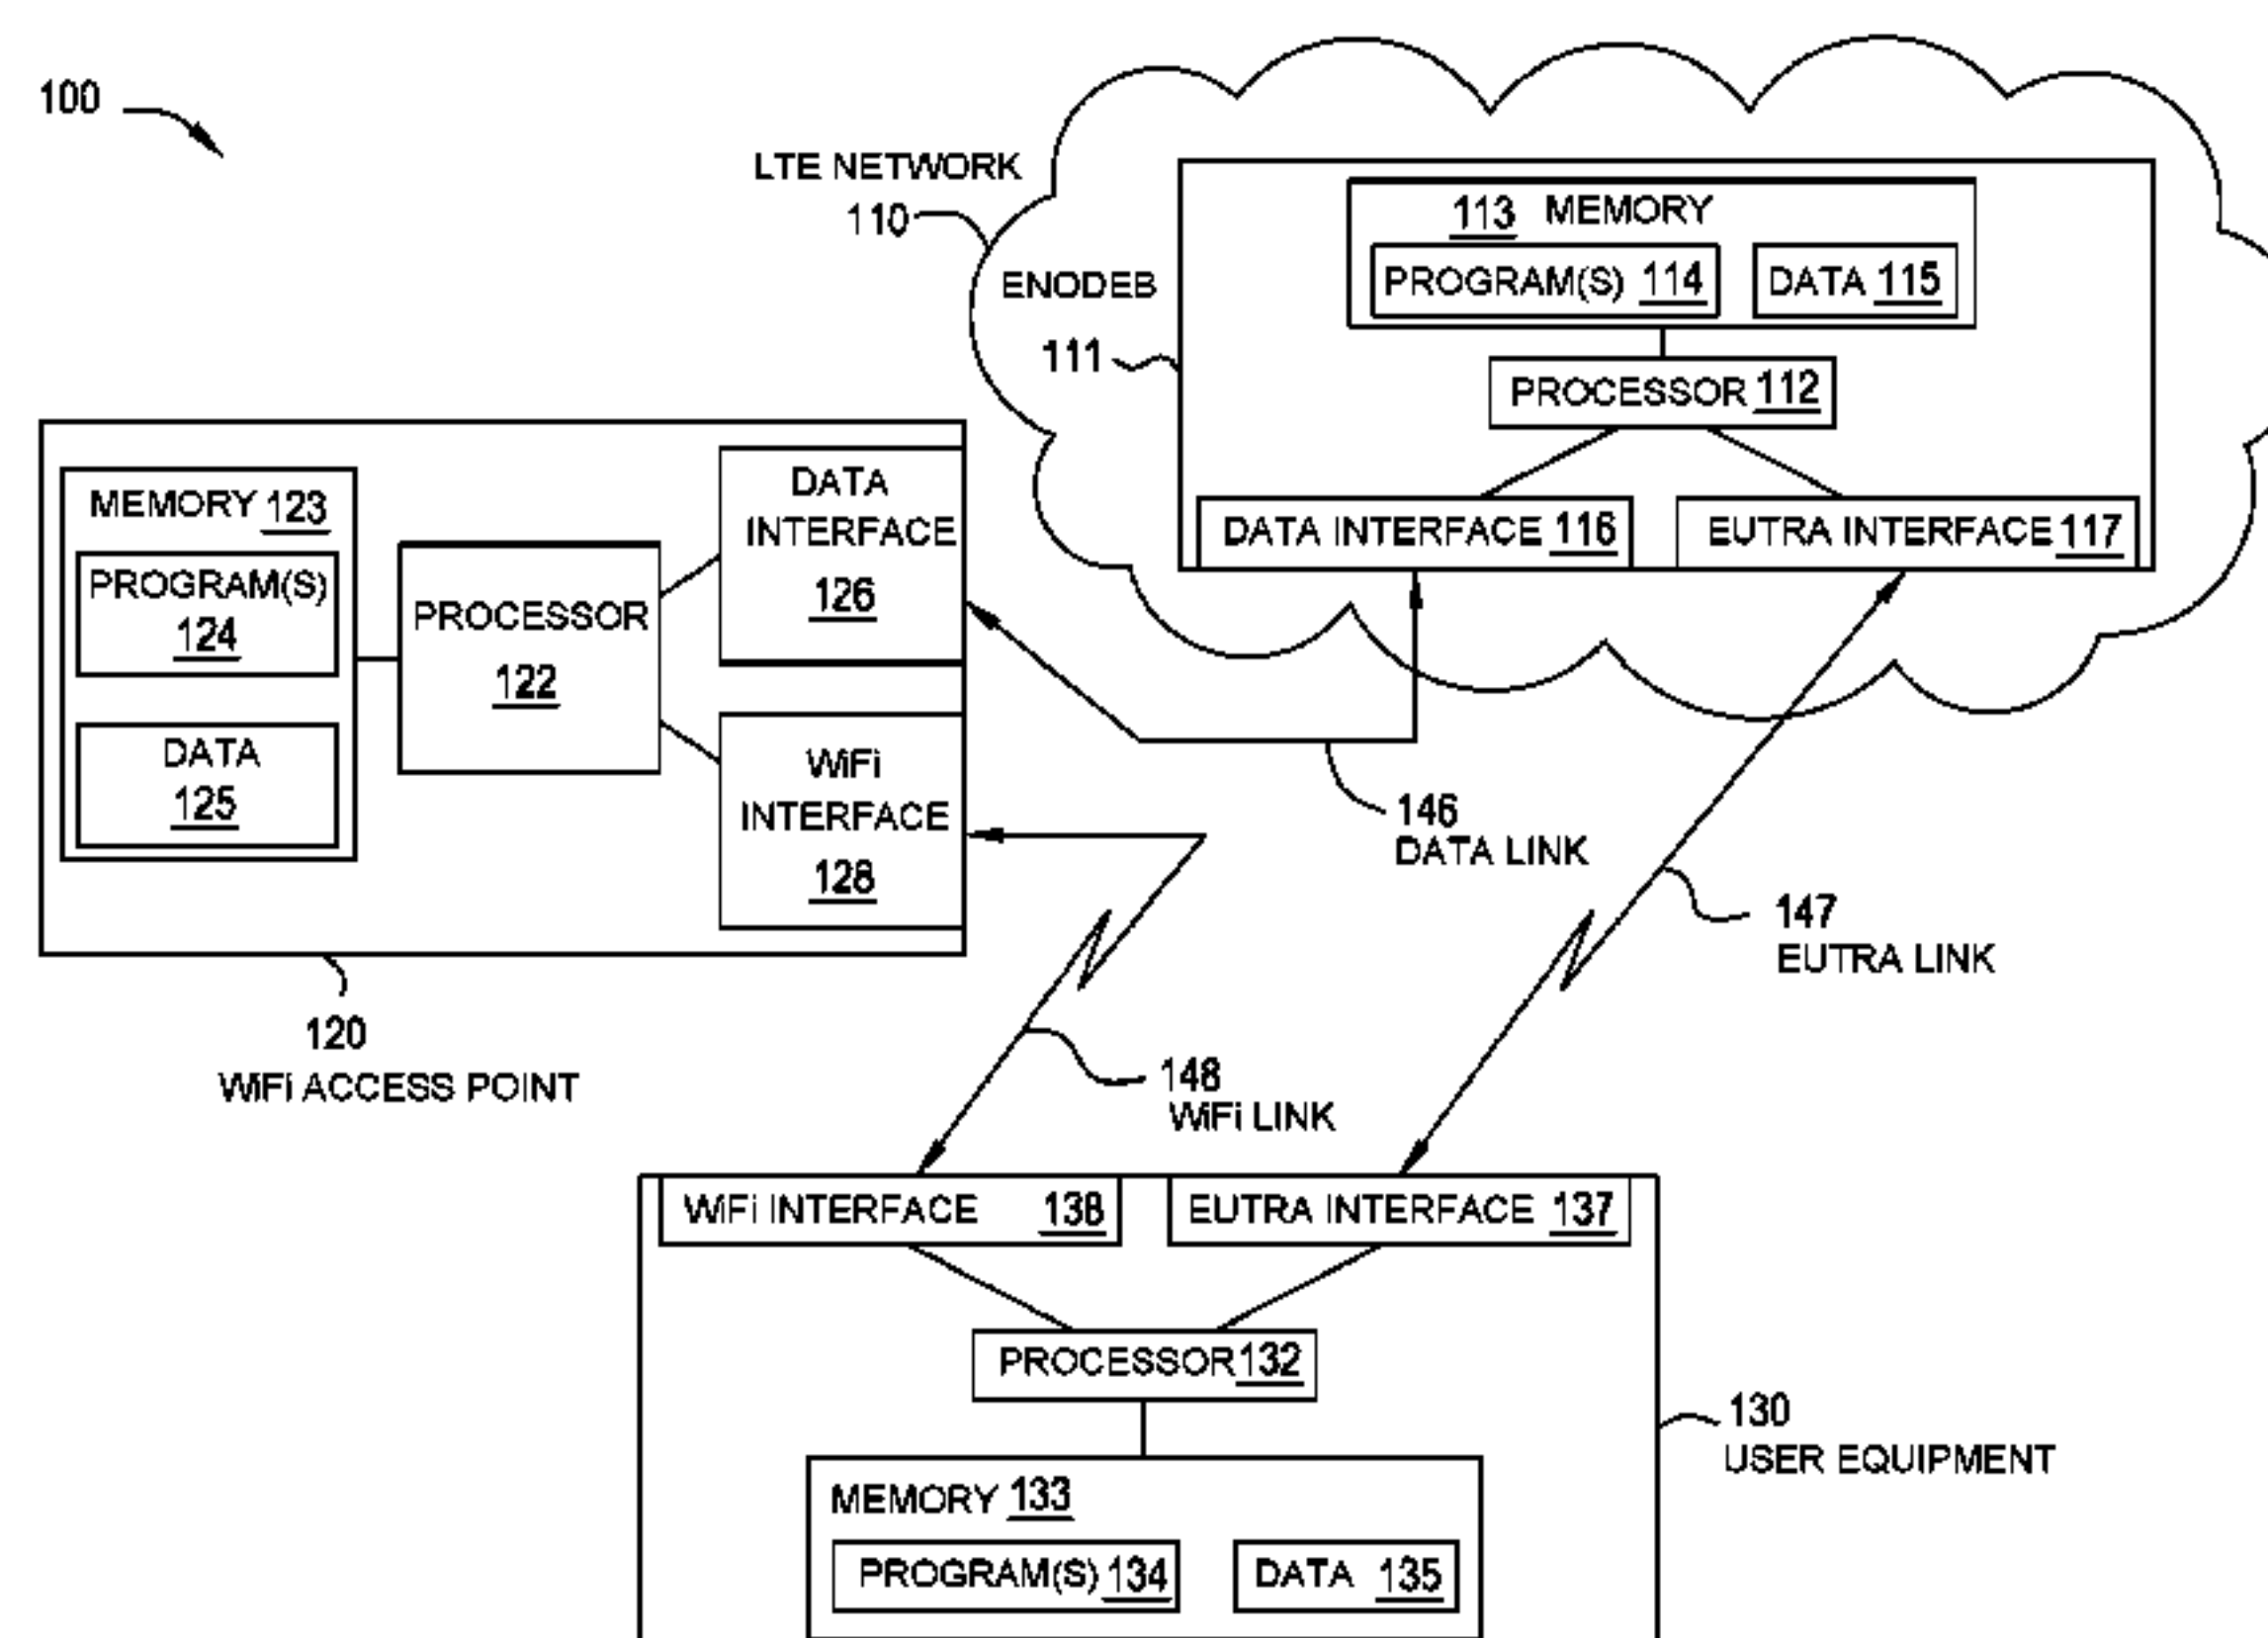 100
LTE NETWORK
110
ENODEB
111
113 MEMORY
PROGRAM(S) 114
DATA 115
PROCESSOR 112
DATA INTERFACE 116
EUTRA INTERFACE 117
MEMORY 123
PROGRAM(S)
124
DATA
125
PROCESSOR
122
DATA
INTERFACE
126
WiFi
INTERFACE
128
146
DATA LINK
147
EUTRA LINK
120
WiFi ACCESS POINT
148
WiFi LINK
WiFi INTERFACE 138
EUTRA INTERFACE 137
PROCESSOR 132
130
USER EQUIPMENT
MEMORY 133
PROGRAM(S) 134
DATA 135